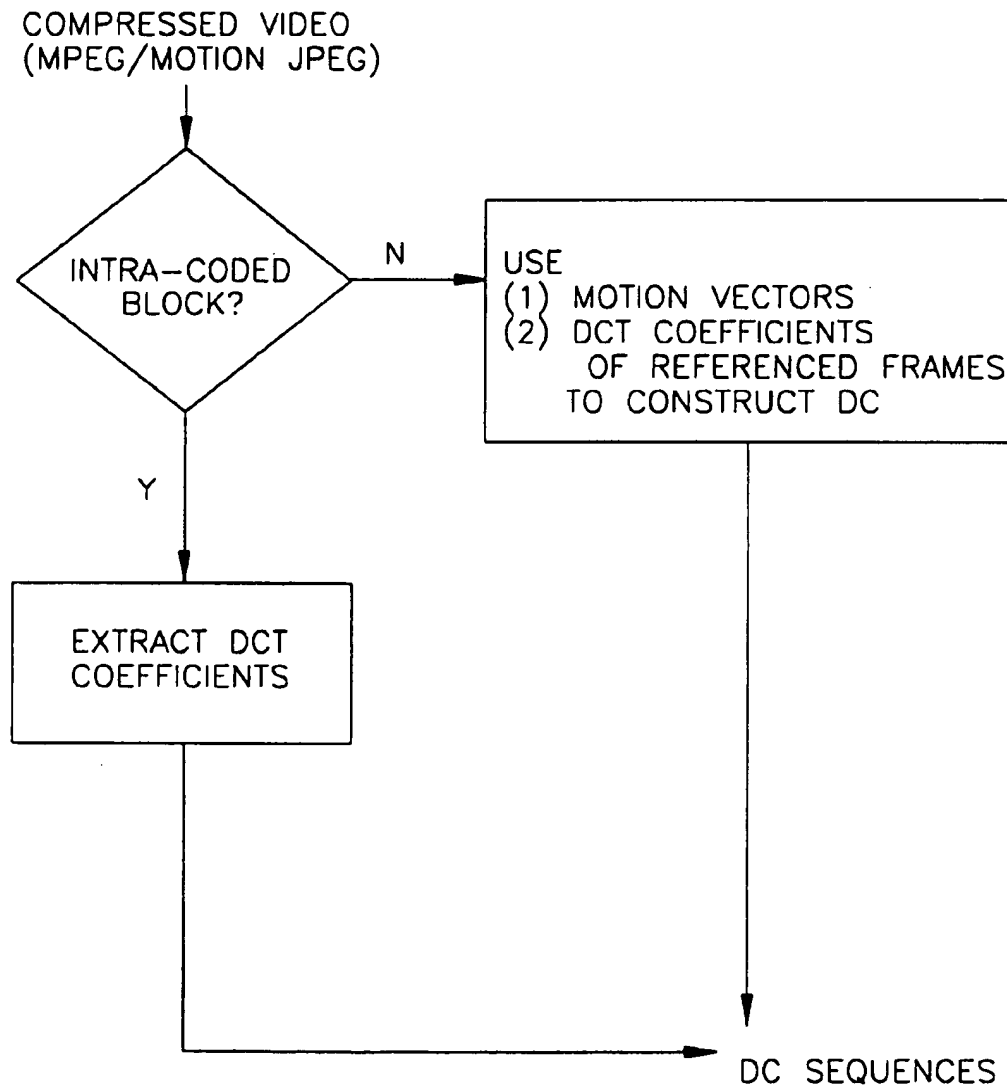 COMPRESSED VIDEO
(MPEG/MOTION JPEG)
INTRA-CODED
BLOCK?
N
USE
(1) MOTION VECTORS
(2) DCT COEFFICIENTS
OF REFERENCED FRAMES
TO CONSTRUCT DC
Y
EXTRACT DCT
COEFFICIENTS
DC SEQUENCES